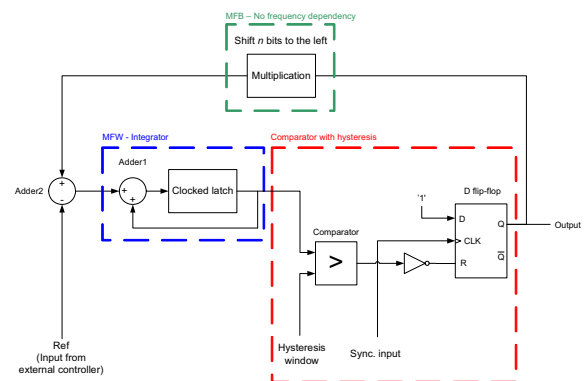 MFB – No frequency dependency
Shift n bits to the left
Multiplication
MFW - Integrator
Comparator with hysteresis
Adder1
D flip-flop
Adder2
+
-
+
+
Clocked latch
'1'
D
Q
Output
Comparator
>
CLK
Q
R
Ref
(Input from
external controller)
Hysteresis
window
Sync. input